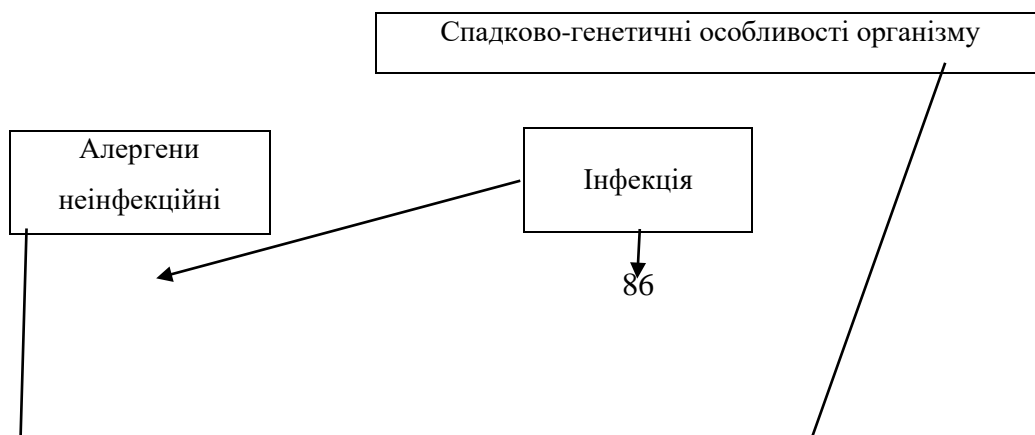 Спадково-генетичні особливості організму
Алергени
неінфекційні
Інфекція
86